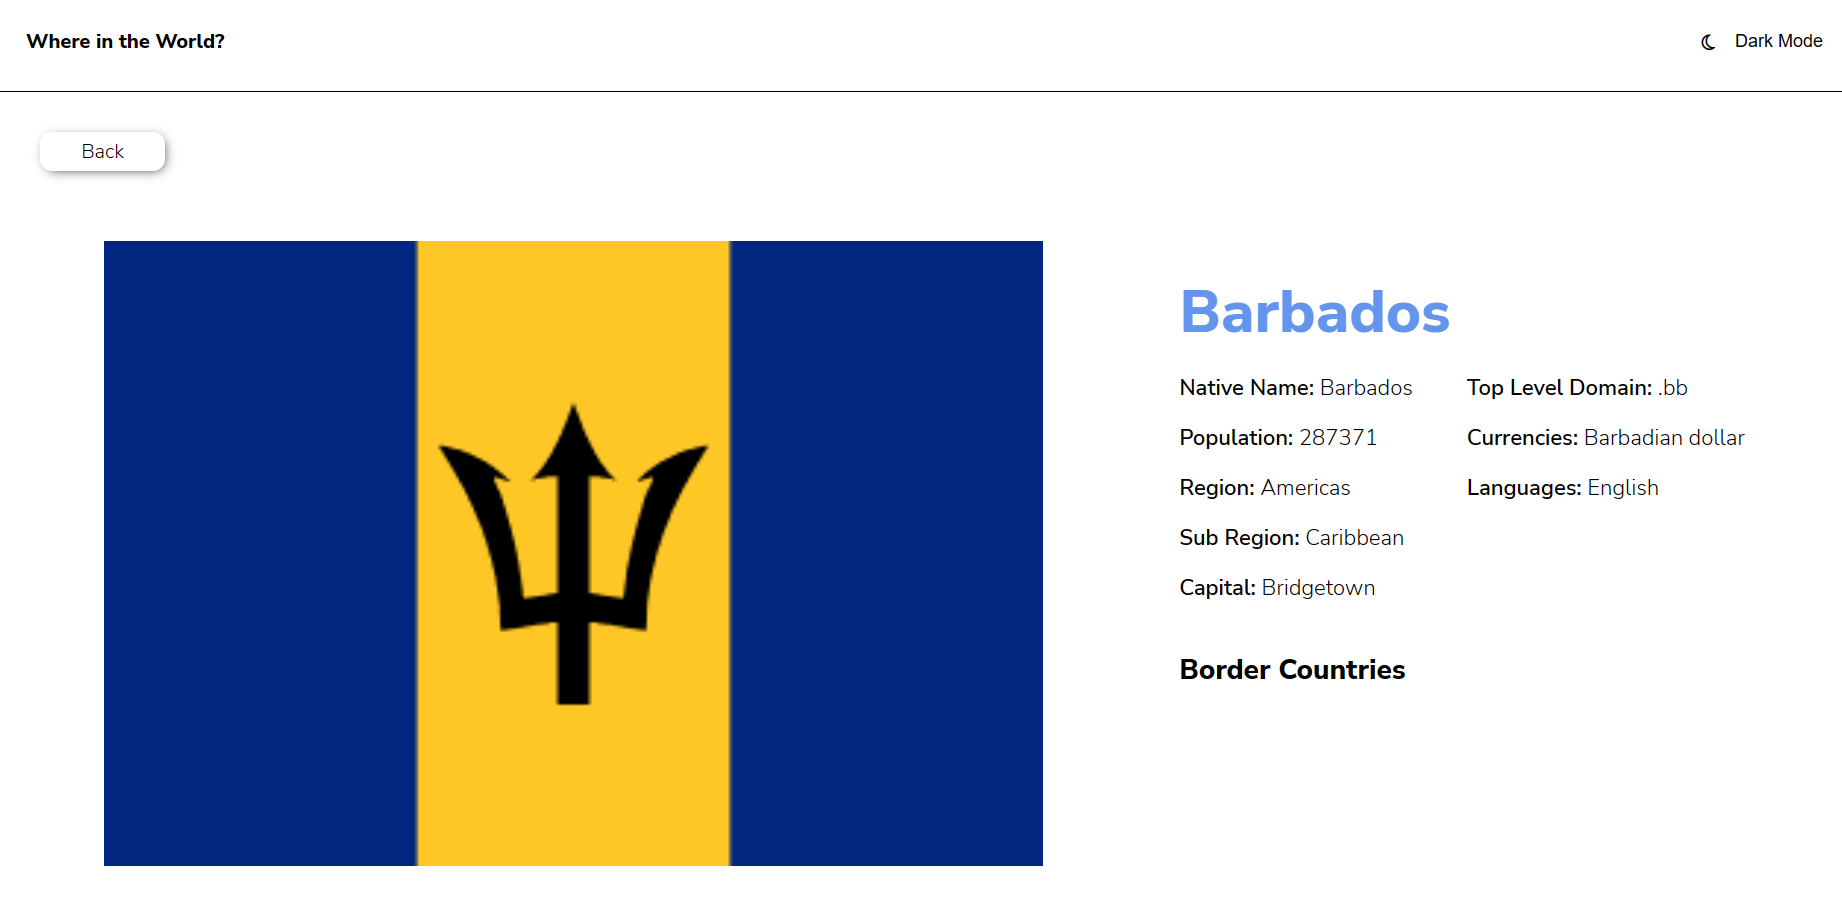 Where in the World?
Dark Mode
Back
Barbados
Native Name: Barbados
Population: 287371
Region: Americas
Sub Region: Caribbean
Capital: Bridgetown
Top Level Domain: .bb
Currencies: Barbadian dollar
Languages: English
Border Countries